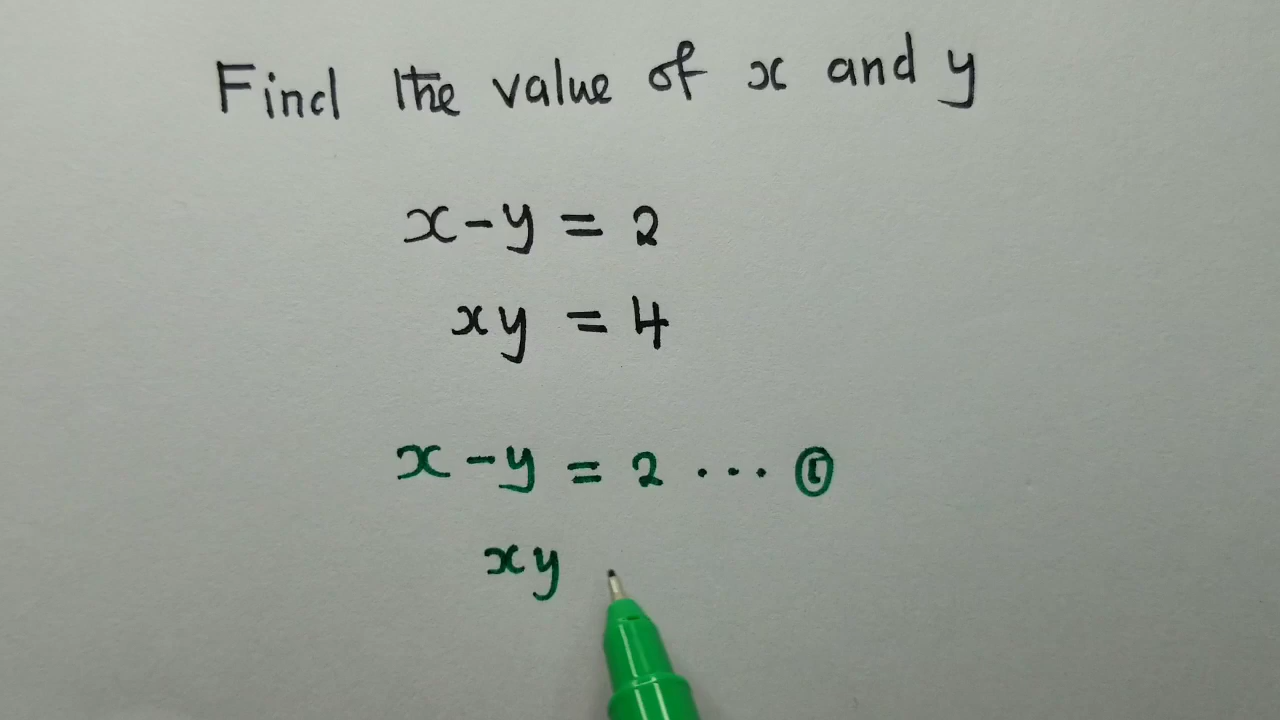 Find the value of x and y
x - y = 2
xy = 4
x - y = 2 ... ①
xy